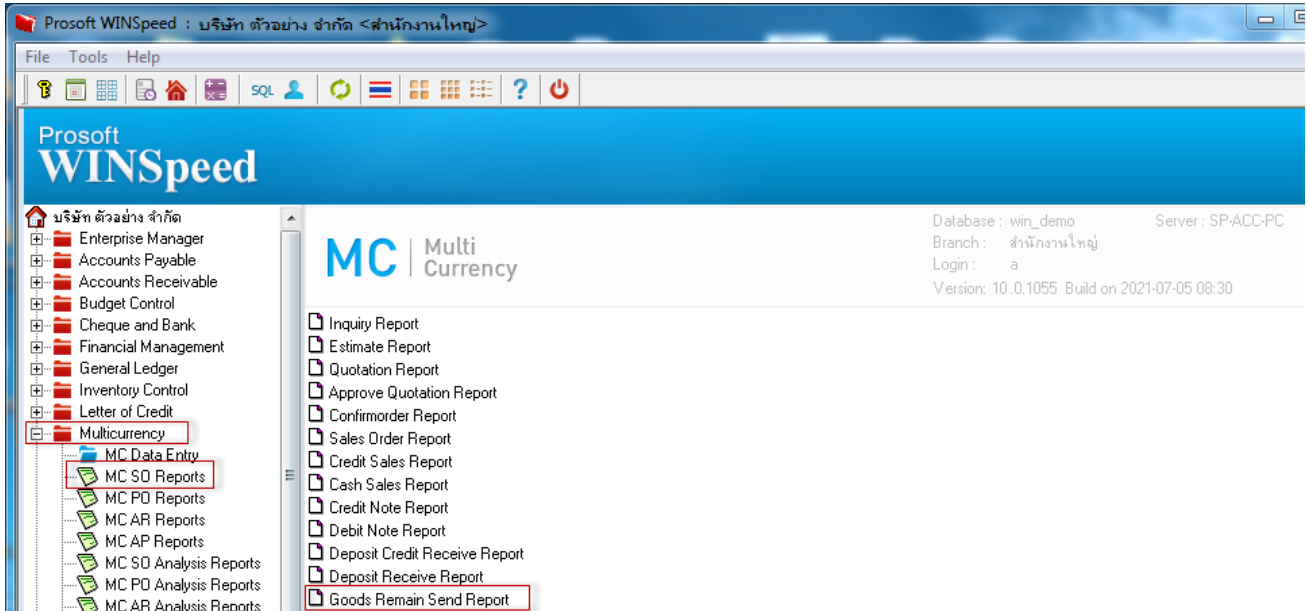 Prosoft WINSpeed : บริษัท ตัวอย่าง จำกัด <สำนักงานใหญ่>
File Tools Help
SQL
Prosoft
WINSpeed
บริษัท ตัวอย่าง จำกัด
Enterprise Manager
Accounts Payable
Accounts Receivable
Budget Control
Cheque and Bank
Financial Management
General Ledger
Inventory Control
Letter of Credit
Multicurrency
MC Data Entry
MC SO Reports
MC PO Reports
MC AR Reports
MC AP Reports
MC SO Analysis Reports
MC PO Analysis Reports
MC AR Analysis Reports
MC Multi Currency
Database : win_demo Server : SP-ACC-PC
Branch : สำนักงานใหญ่
Login : a
Version: 10.0.1055 Build on 2021-07-05 08:30
Inquiry Report
Estimate Report
Quotation Report
Approve Quotation Report
Confirmorder Report
Sales Order Report
Credit Sales Report
Cash Sales Report
Credit Note Report
Debit Note Report
Deposit Credit Receive Report
Deposit Receive Report
Goods Remain Send Report